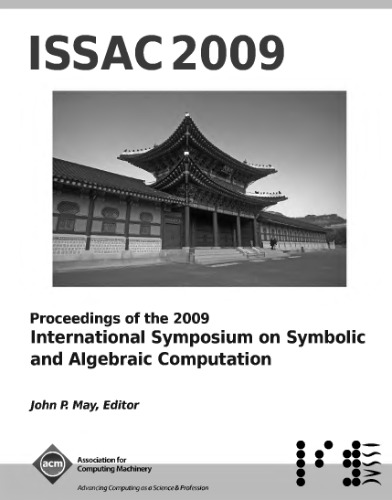 ISSAC 2009
Proceedings of the 2009
International Symposium on Symbolic
and Algebraic Computation
John P. May, Editor
acm
Association for
Computing Machinery
Advancing Computing as a Science & Profession
ISSAC